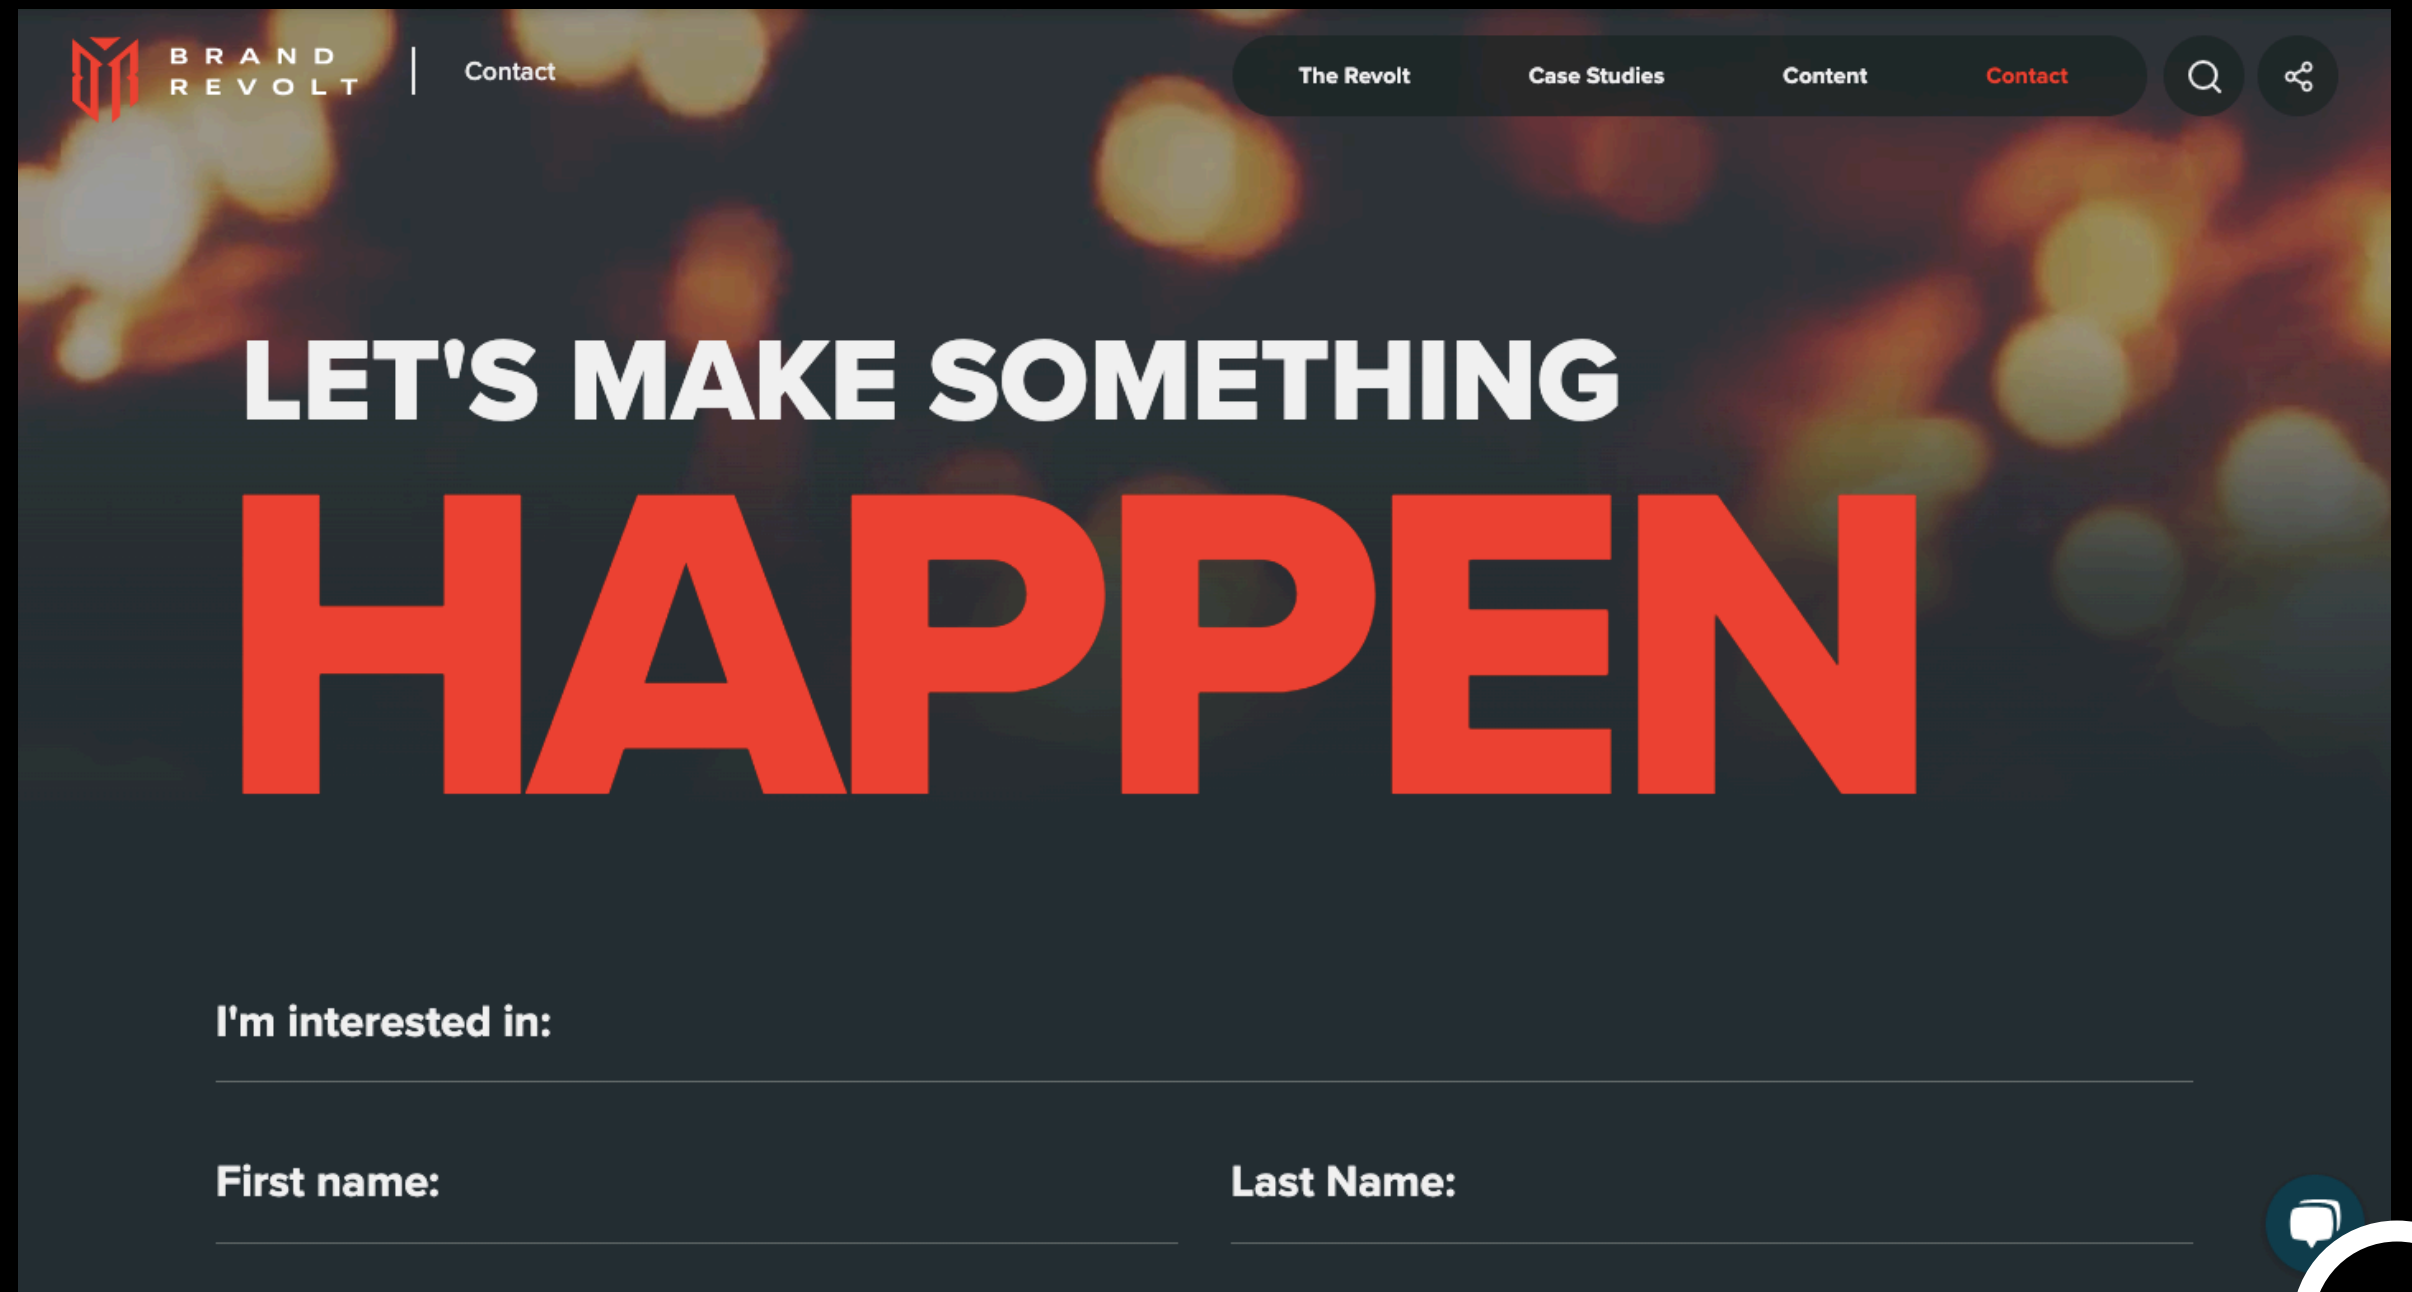 BRAND
REVOLT
Contact
The Revolt
Case Studies
Content
Contact
LET'S MAKE SOMETHING
HAPPEN
I'm interested in:
First name:
Last Name: